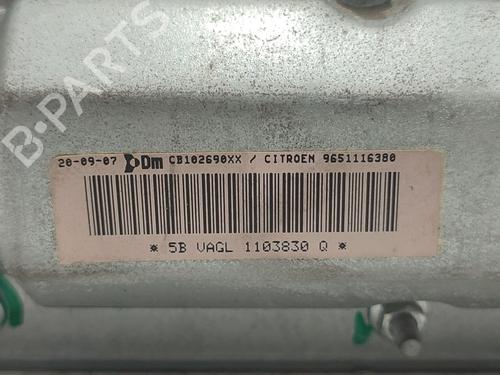 B-PARTS
20-09-07 Dm CB102690XX / CITROEN 9651116380
* 5B VAGL 1103830 Q *